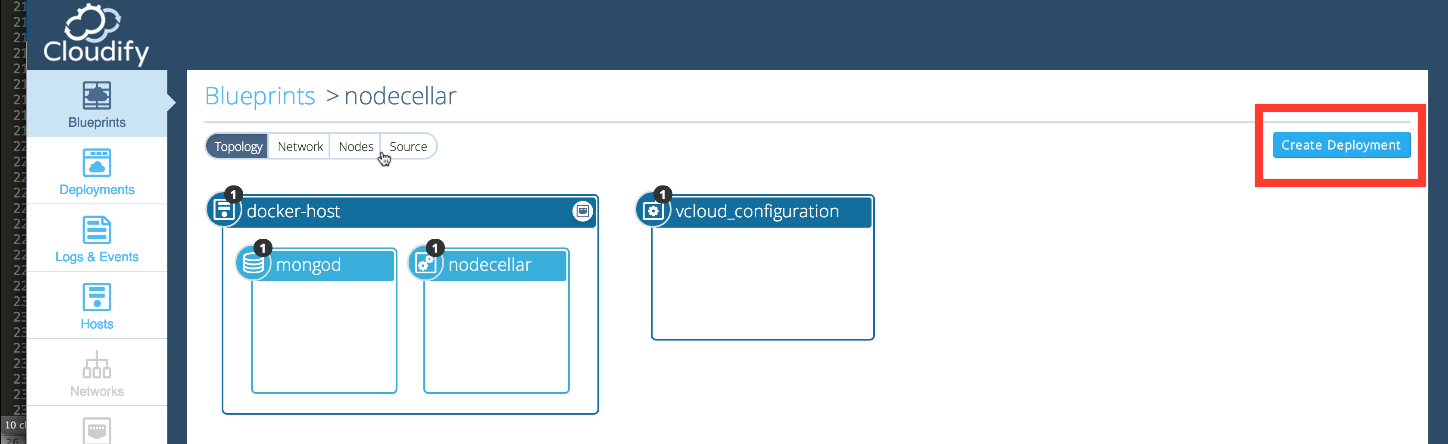 Cloudify
Blueprints
Deployments
Logs & Events
Hosts
Networks
Blueprints > nodecellar
Topology Network Nodes Source
Create Deployment
1 docker-host
1 mongod
1 nodecellar
1 vcloud_configuration